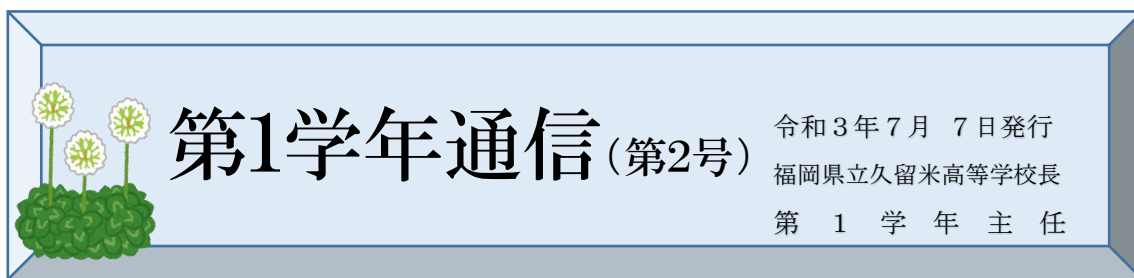 第1学年通信(第2号)
令和3年7月 7日発行
福岡県立久留米高等学校長
第 1 学 年 主 任